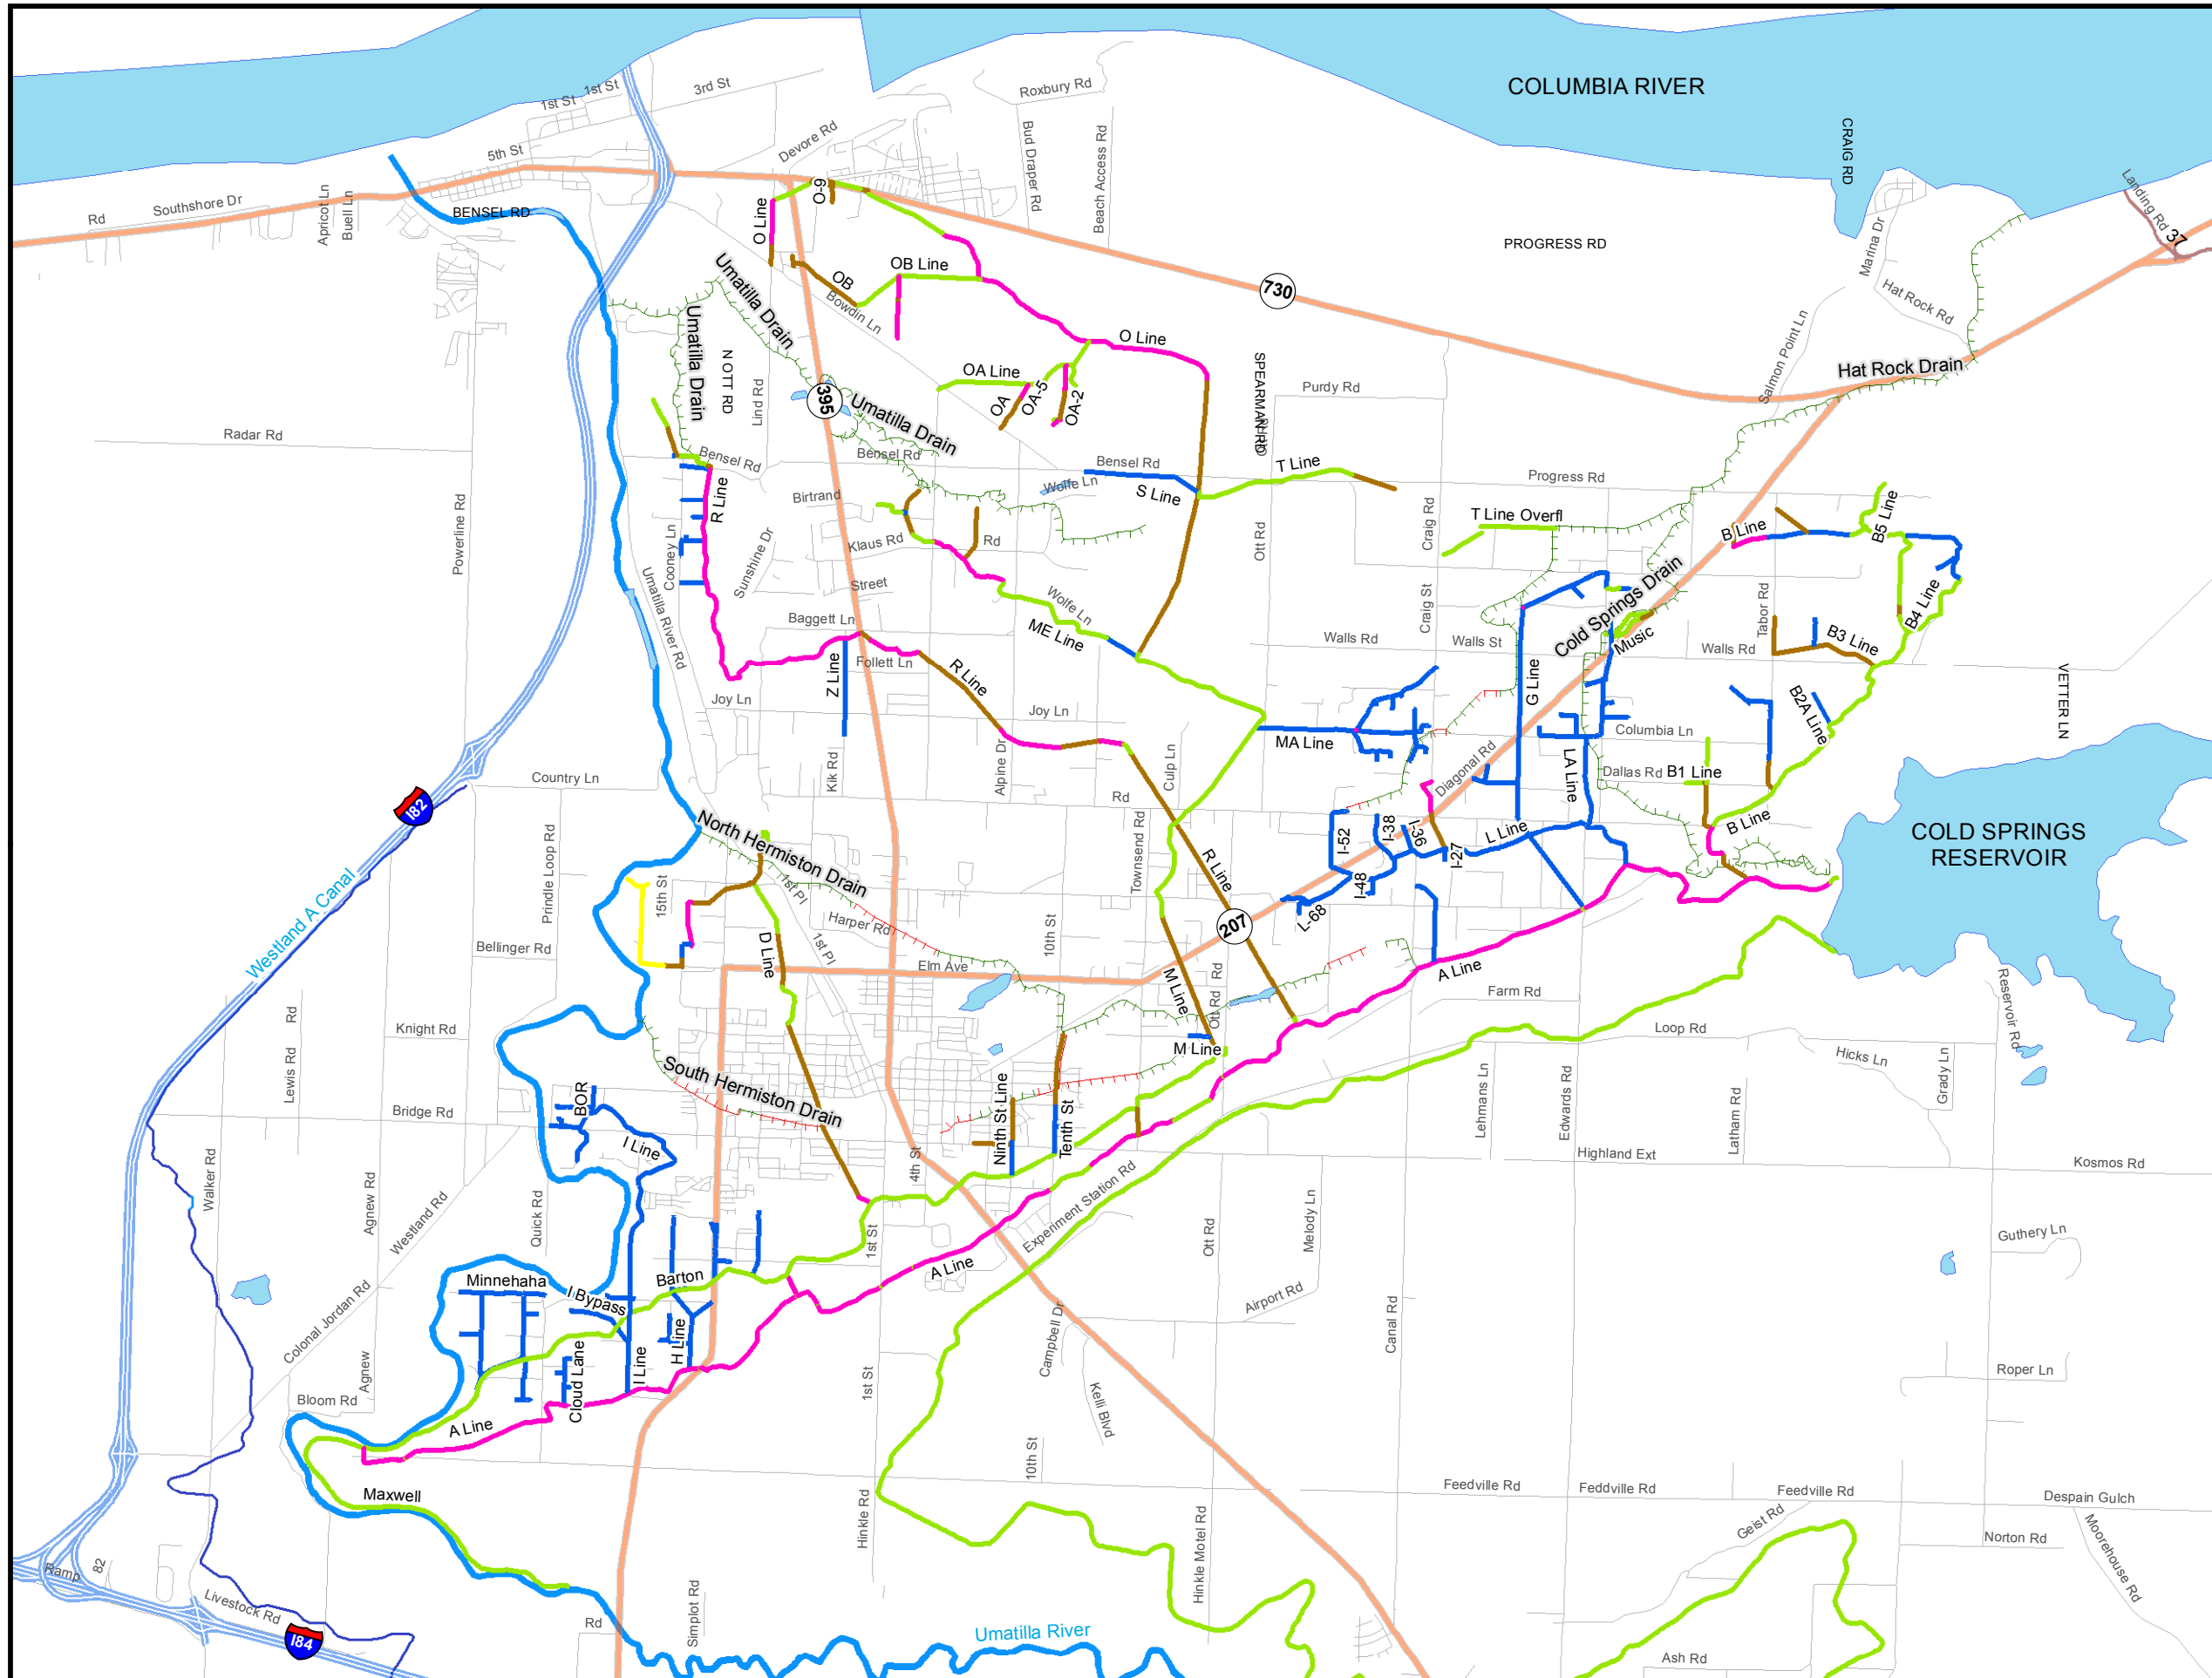 COLUMBIA RIVER
1st St
1st St
3rd St
Roxbury Rd
5th St
Devore Rd
Bud Draper Rd
Beach Access Rd
CRAIG RD
Landing Rd
37
Rd
Southshore Dr
Apricot Ln
Buell Ln
BENSEL RD
O Line
O-9
PROGRESS RD
Marina Dr
Hat Rock Rd
Umatilla Drain
OB
OB Line
Bowdin Ln
730
Umatilla Drain
NOTT RD
Lind Rd
395
Umatilla Drain
O Line
OA Line
OA
OA-5
OA-2
SPEARMAN RD
Purdy Rd
Salmon Point Ln
Hat Rock Drain
Radar Rd
Powerline Rd
Bensel Rd
Bensel Rd
Bensel Rd
Wolfe Ln
S Line
T Line
Progress Rd
R Line
Birtrand
Klaus Rd
Rd
Sunshine Dr
Cooney Ln
Street
Umatilla River Rd
Ott Rd
Craig Rd
T Line Overfl
B Line
B5 Line
Cold Springs Drain
Music
Tabor Rd
B4 Line
B3 Line
Wolfe Ln
ME Line
Baggett Ln
Follett Ln
Z Line
R Line
Walls Rd
Craig St
Walls St
Walls Rd
VETTER LN
Joy Ln
Joy Ln
G Line
MA Line
Columbia Ln
B2A Line
Country Ln
Kik Rd
Alpine Dr
Culp Ln
Rd
Diagonal Rd
LA Line
Dallas Rd
B1 Line
I82
North Hermiston Drain
Prindle Loop Rd
15th St
1st Pl
Harper Rd
1st Pl
Townsend Rd
R Line
I-52
I-38
I-36
I-27
L Line
I-48
L-68
B Line
COLD SPRINGS
RESERVOIR
Westland A Canal
Bellinger Rd
D Line
Elm Ave
10th St
207
M Line
Ott Rd
A Line
Farm Rd
Reservoir Rd
Lewis Rd
Rd
Knight Rd
South Hermiston Drain
M Line
Loop Rd
Hicks Ln
Grady Ln
Bridge Rd
BOR
I Line
Ninth St Line
Tenth St
Lehmans Ln
Edwards Rd
Latham Rd
Highland Ext
Kosmos Rd
Walker Rd
Agnew Rd
Westland Rd
Quick Rd
4th St
1st St
Experiment Station Rd
A Line
Ott Rd
Melody Ln
Guthery Ln
Colonal Jordan Rd
Minnehaha
I Bypass
Barton
Airport Rd
Campbell Dr
Canal Rd
Agnew
Bloom Rd
A Line
Cloud Lane
I Line
H Line
1st St
Kelli Blvd
Roper Ln
Maxwell
10th St
Hinkle Rd
Hinkle Motel Rd
Feedville Rd
Feddville Rd
Feedville Rd
Despain Gulch
Geist Rd
Norton Rd
Moorehouse Rd
Ramp
82
Livestock Rd
I84
Rd
Simplot Rd
Umatilla River
Ash Rd